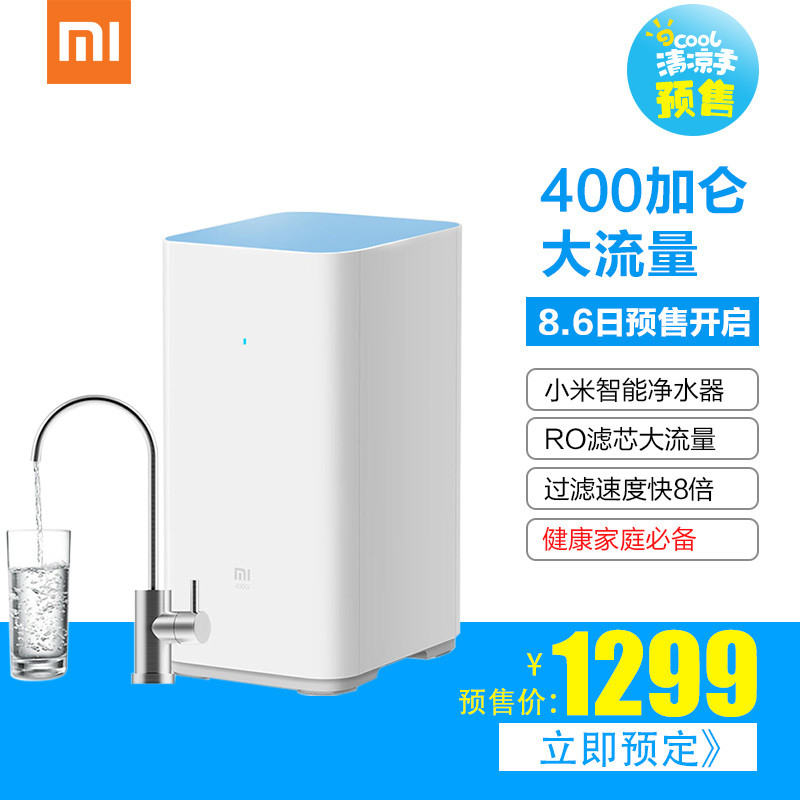 mi
COOL
清凉季
预售
400加仑
大流量
8.6日预售开启
小米智能净水器
RO滤芯大流量
过滤速度快8倍
健康家庭必备
mi
¥
预售价:1299
立即预定》